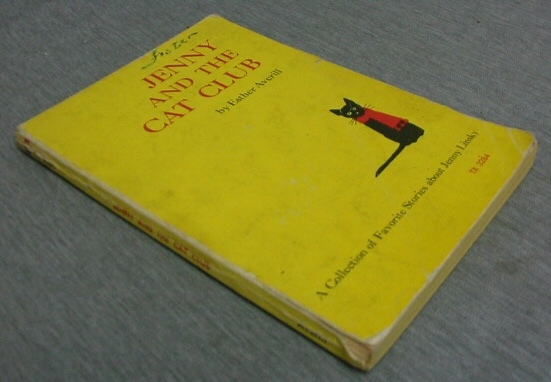 JENNY
AND THE
CAT CLUB
by Esther Averill
A Collection of Favorite Stories about Jenny Linsky
JENNY AND THE CAT CLUB